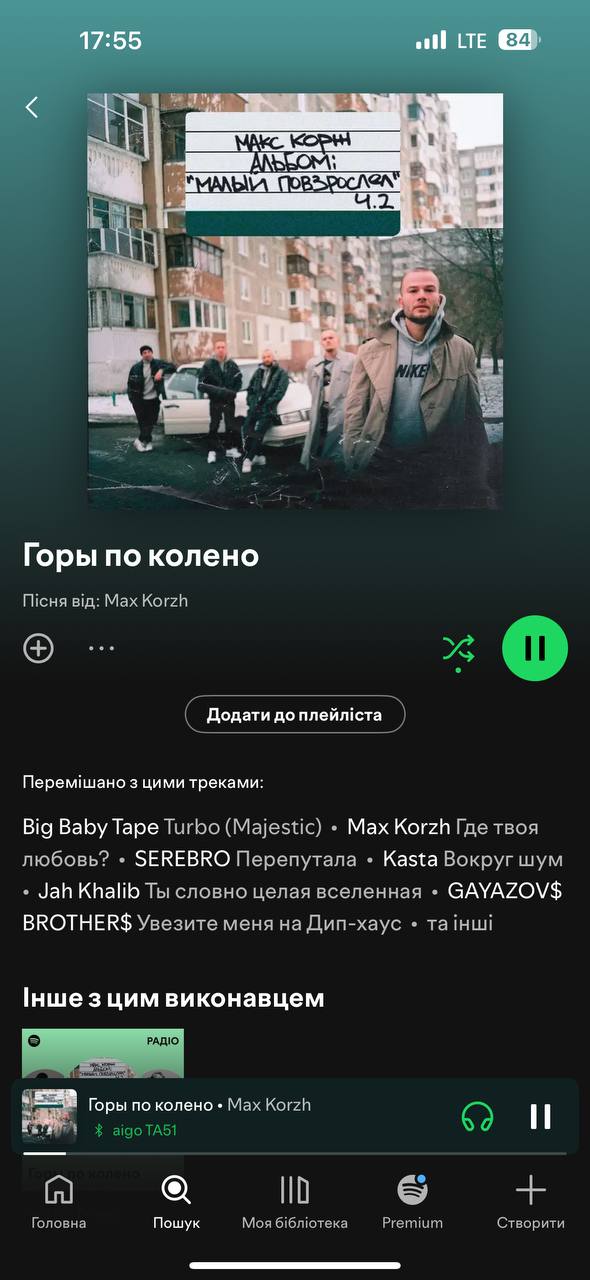 17:55
LTE
84
МАКС КОРЖ
АЛЬБОМ:
"МАЛЫЙ ПОВЗРОСЛЕЛ"
Ч.2
NIKE
Горы по колено
Пісня від: Max Korzh
Додати до плейліста
Перемішано з цими треками:
Big Baby Tape Turbo (Majestic) • Max Korzh Где твоя
любовь? • SEREBRO Перепутала • Kasta Вокруг шум
• Jah Khalib Ты словно целая вселенная • GAYAZOV$
BROTHER$ Увезите меня на Дип-хаус • та інші
Інше з цим виконавцем
РАДІО
Горы по колено • Max Korzh
aigo TA51
Горы по колено
Головна
Пошук
Моя бібліотека
Premium
Створити